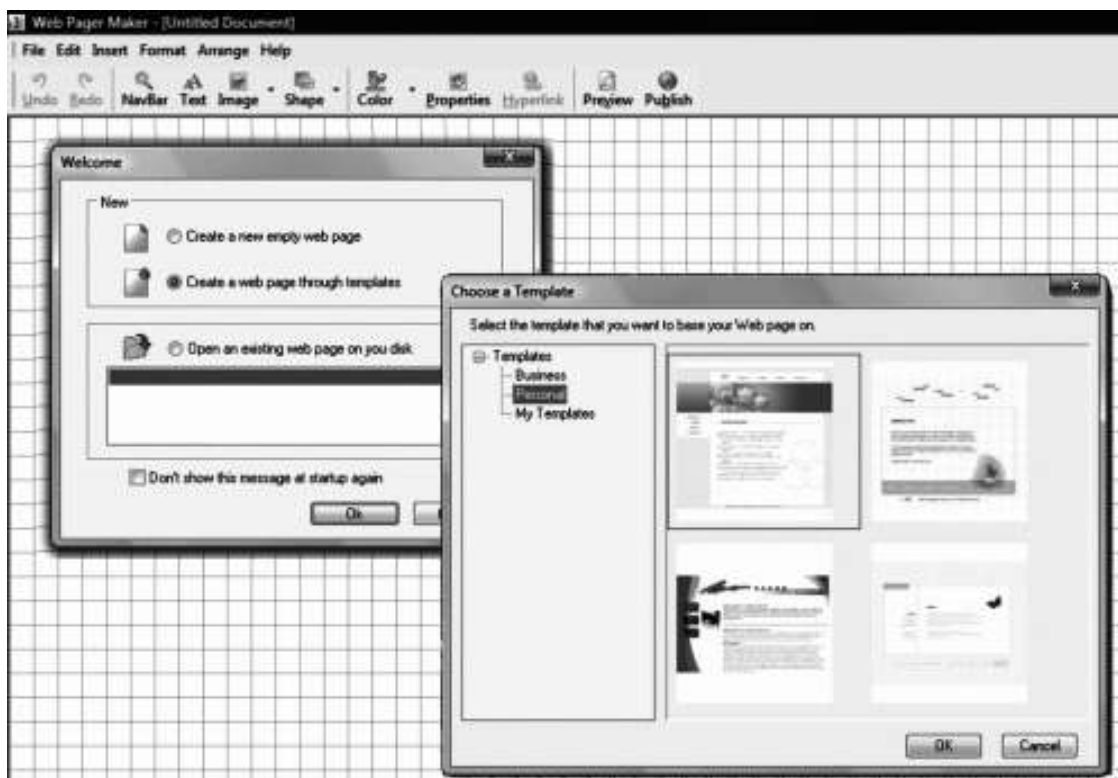 Web Pager Maker - [Untitled Document]
File Edit Insert Format Arrange Help
Undo Redo NavBar Text Image Shape Color Properties Hyperlink Preview Publish
Welcome
New
Create a new empty web page
Create a web page through templates
Open an existing web page on you disk
Don't show this message at startup again
Ok
Choose a Template
Select the template that you want to base your Web page on.
Templates
Business
Personal
My Templates
OK Cancel